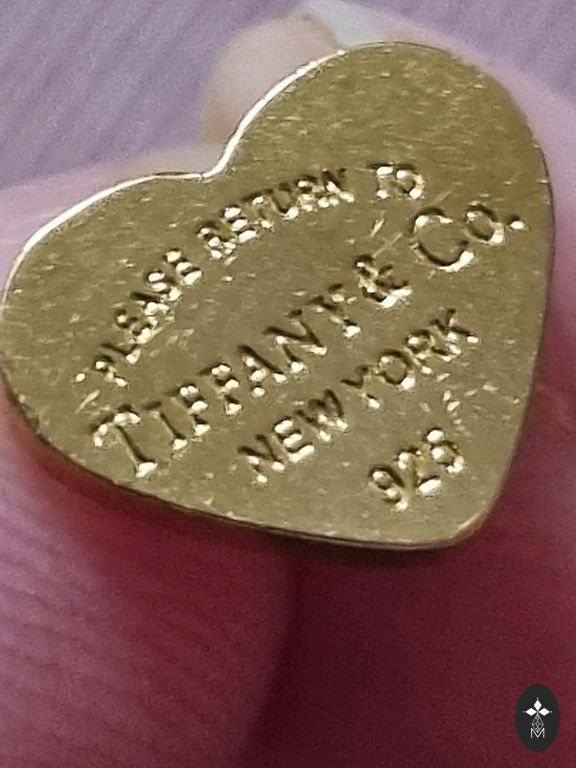 PLEASE RETURN TO
TIFFANY & CO.
NEW YORK
925
M